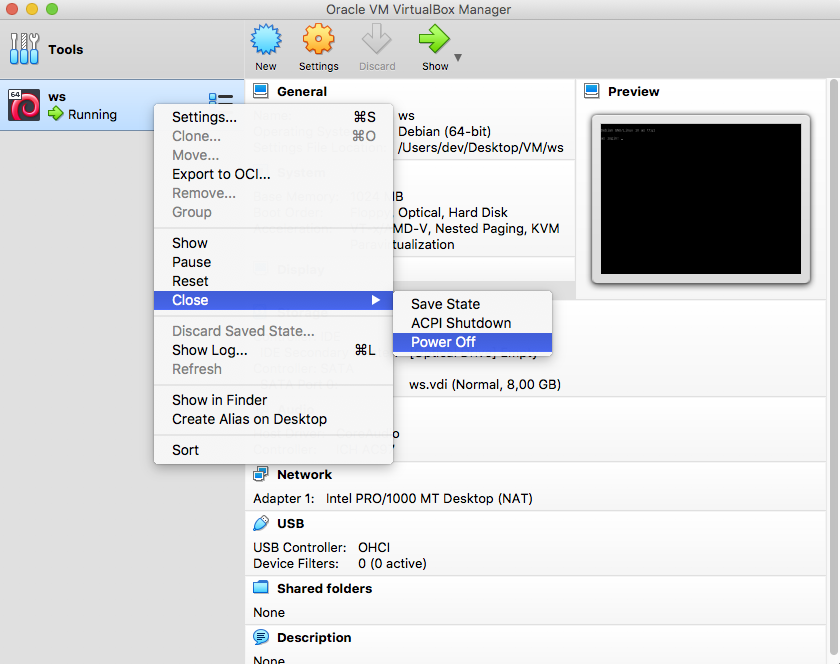 Oracle VM VirtualBox Manager
Tools
New
Settings
Discard
Show
64
ws
Running
General
ws
Debian (64-bit)
/Users/dev/Desktop/VM/ws
Preview
Settings... ⌘S
Clone... ⌘O
Move...
Export to OCI...
Remove...
Group
Show
Pause
Reset
Close
Discard Saved State...
Show Log... ⌘L
Refresh
Show in Finder
Create Alias on Desktop
Sort
Save State
ACPI Shutdown
Power Off
Optical, Hard Disk
MD-V, Nested Paging, KVM
tualization
ws.vdi (Normal, 8,00 GB)
Network
Adapter 1: Intel PRO/1000 MT Desktop (NAT)
USB
USB Controller: OHCI
Device Filters: 0 (0 active)
Shared folders
None
Description
None